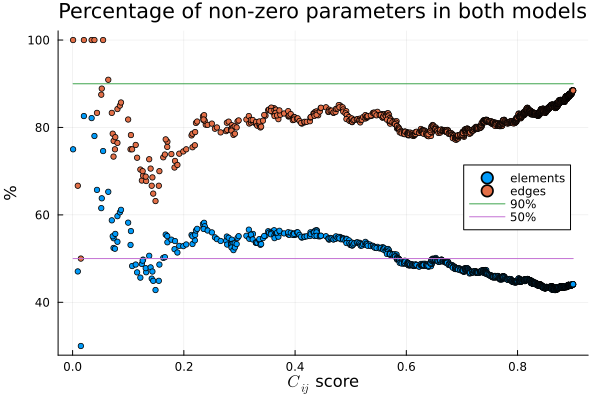 Percentage of non-zero parameters in both models
100
80
60
40
%
elements
edges
90%
50%
0.0 0.2 0.4 0.6 0.8
C_ij score